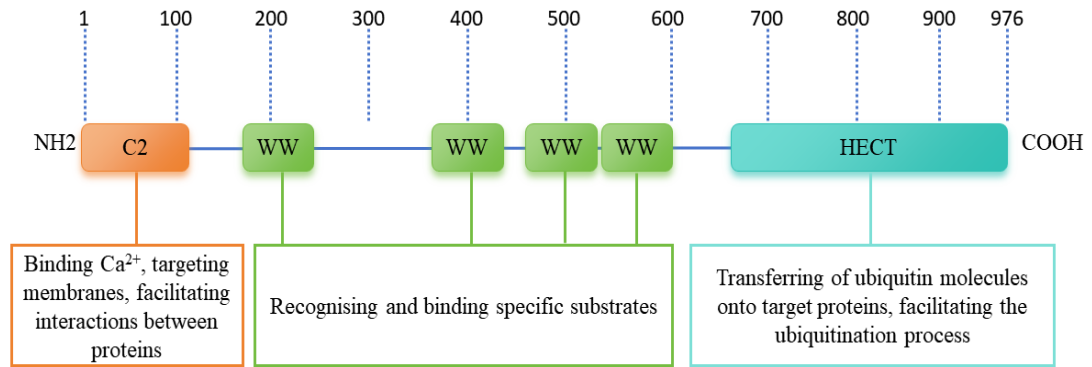 1 100 200 300 400 500 600 700 800 900 976
NH2 C2 WW WW WW WW HECT COOH
Binding Ca²⁺, targeting
membranes, facilitating
interactions between
proteins
Recognising and binding specific substrates
Transferring of ubiquitin molecules
onto target proteins, facilitating the
ubiquitination process